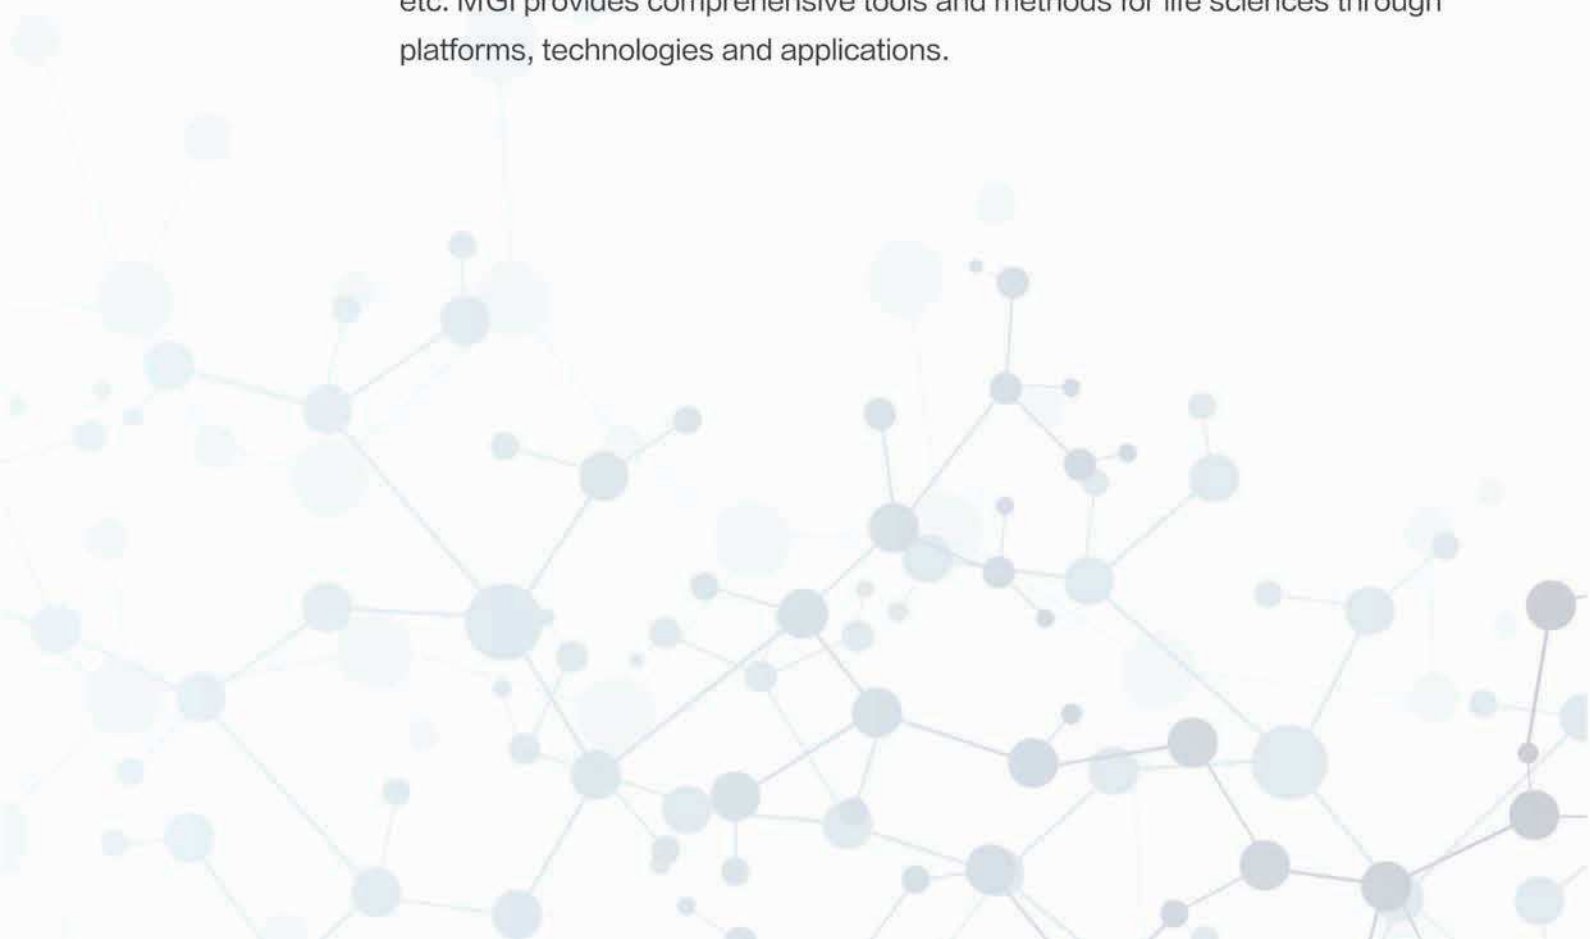 etc. MGI provides comprehensive tools and methods for life sciences through
platforms, technologies and applications.